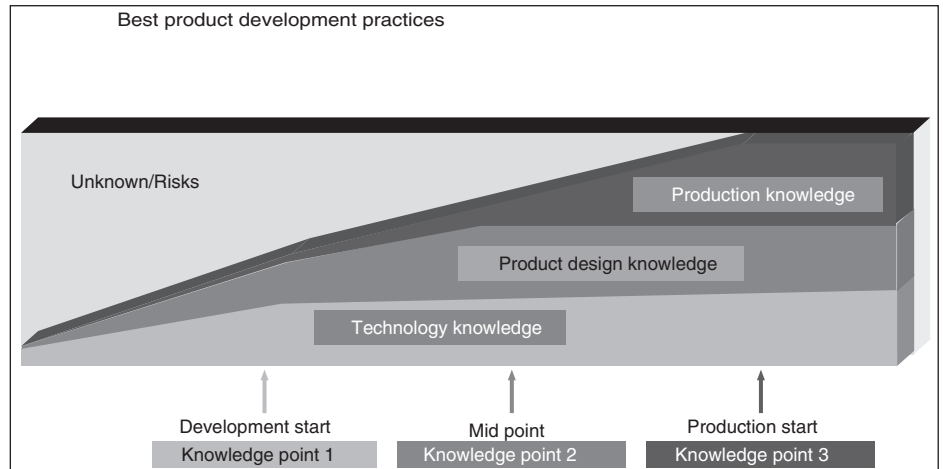 Best product development practices
Unknown/Risks
Production knowledge
Product design knowledge
Technology knowledge
Development start
Knowledge point 1
Mid point
Knowledge point 2
Production start
Knowledge point 3